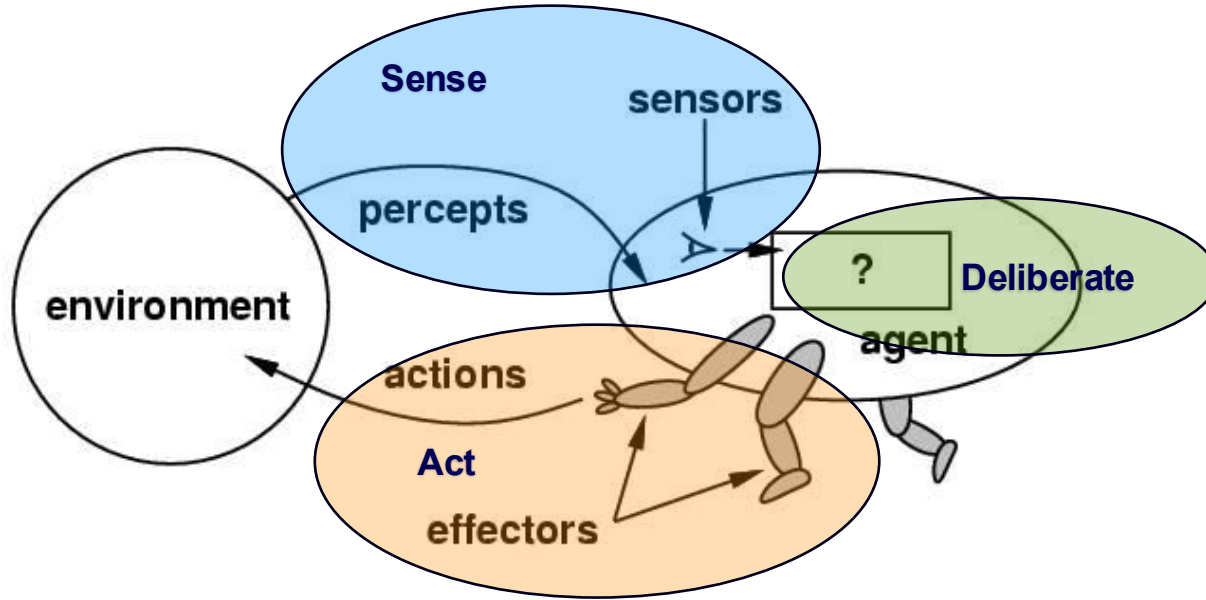 Sense
sensors
percepts
environment
?
Deliberate
agent
actions
Act
effectors